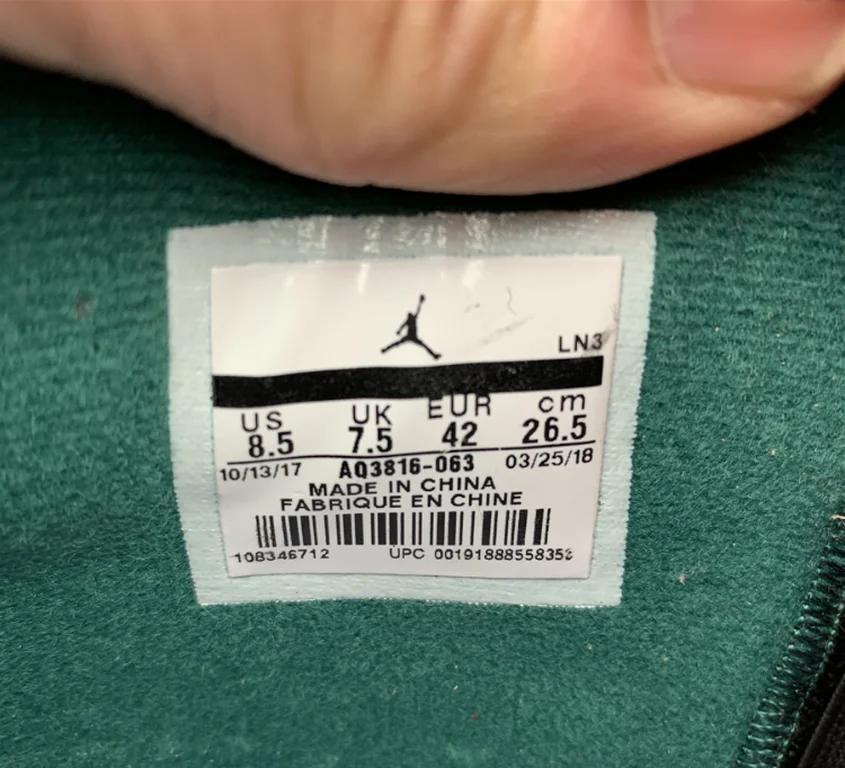 LN3
US UK EUR cm
8.5 7.5 42 26.5
10/13/17 AQ3816-063 03/25/18
MADE IN CHINA
FABRIQUE EN CHINE
108346712 UPC